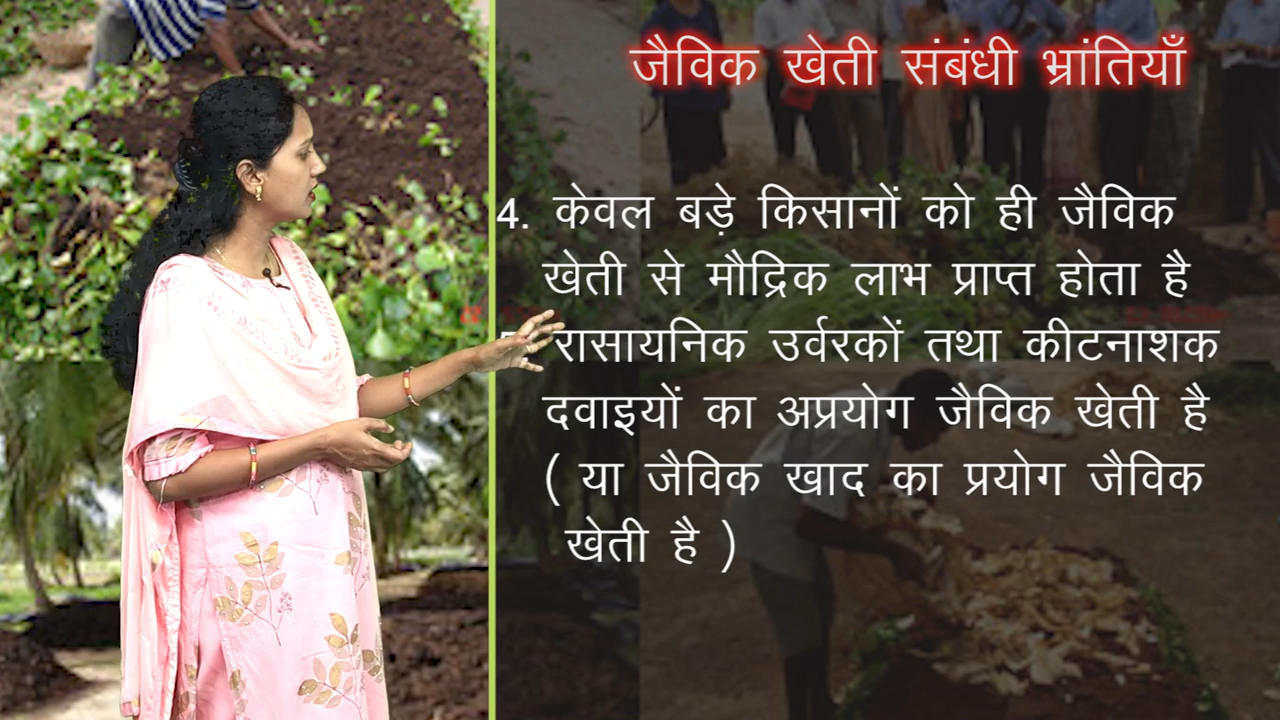 जैविक खेती संबंधी भ्रांतियाँ
4. केवल बड़े किसानों को ही जैविक
खेती से मौद्रिक लाभ प्राप्त होता है
रासायनिक उर्वरकों तथा कीटनाशक
दवाइयों का अप्रयोग जैविक खेती है
( या जैविक खाद का प्रयोग जैविक
खेती है )